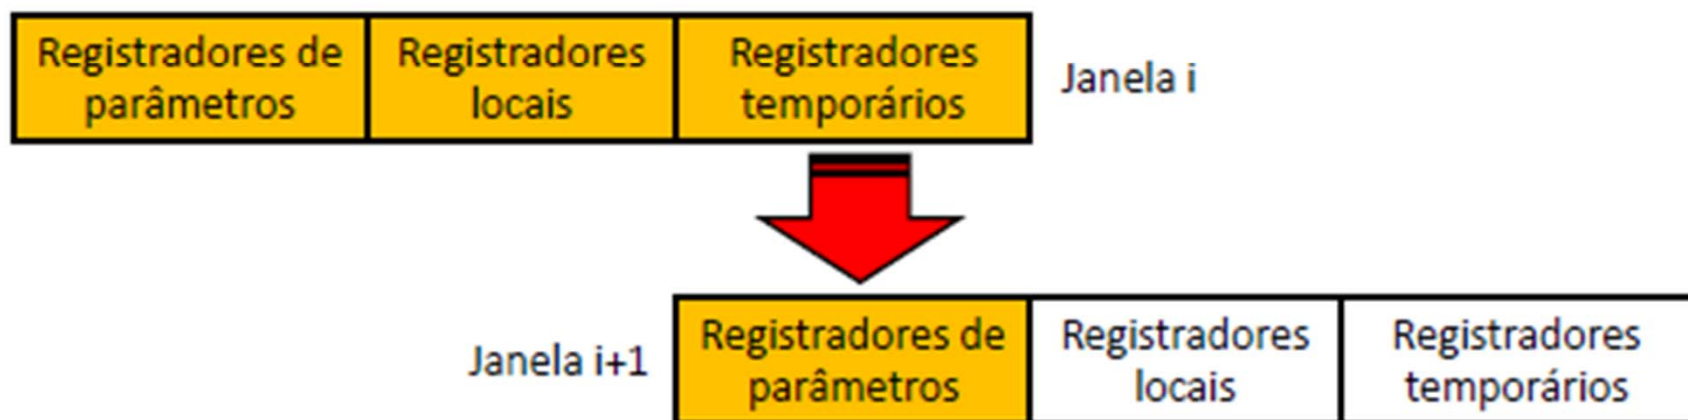 Registradores de parâmetros
Registradores locais
Registradores temporários
Janela i
Janela i+1
Registradores de parâmetros
Registradores locais
Registradores temporários